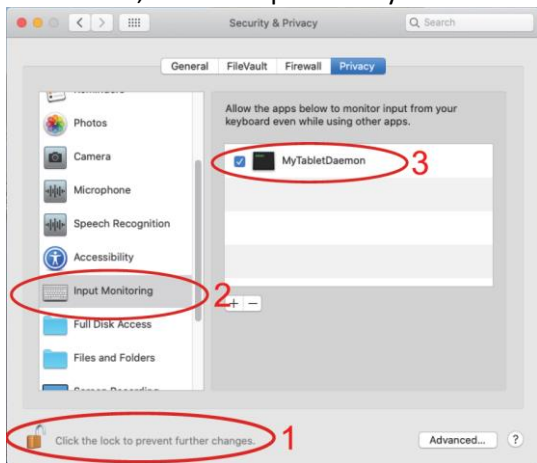 Security & Privacy
Search
General FileVault Firewall Privacy
Photos
Camera
Microphone
Speech Recognition
Accessibility
Input Monitoring
Full Disk Access
Files and Folders
Allow the apps below to monitor input from your
keyboard even while using other apps.
MyTabletDaemon
3
2
+ −
Click the lock to prevent further changes.
1
Advanced...
?